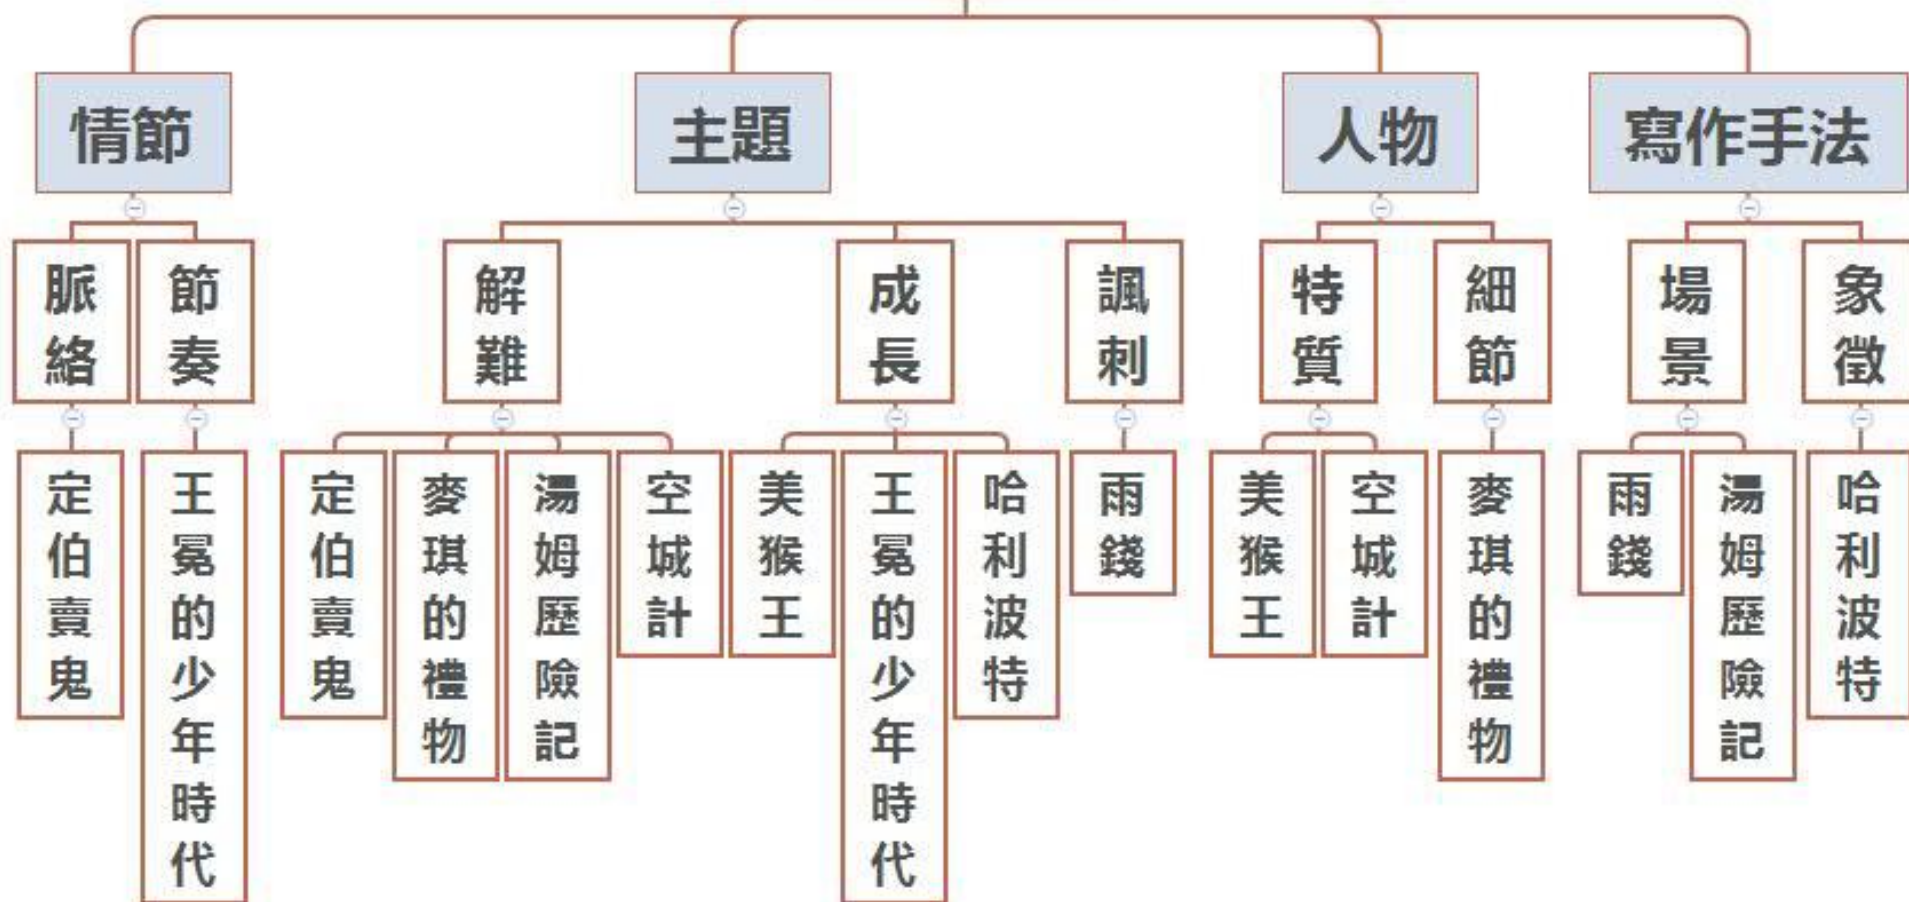 情節
主題
人物
寫作手法
脈絡
節奏
解難
成長
諷刺
特質
細節
場景
象徵
定伯賣鬼
王冕的少年時代
定伯賣鬼
麥琪的禮物
湯姆歷險記
空城計
美猴王
王冕的少年時代
哈利波特
雨錢
美猴王
空城計
麥琪的禮物
雨錢
湯姆歷險記
哈利波特